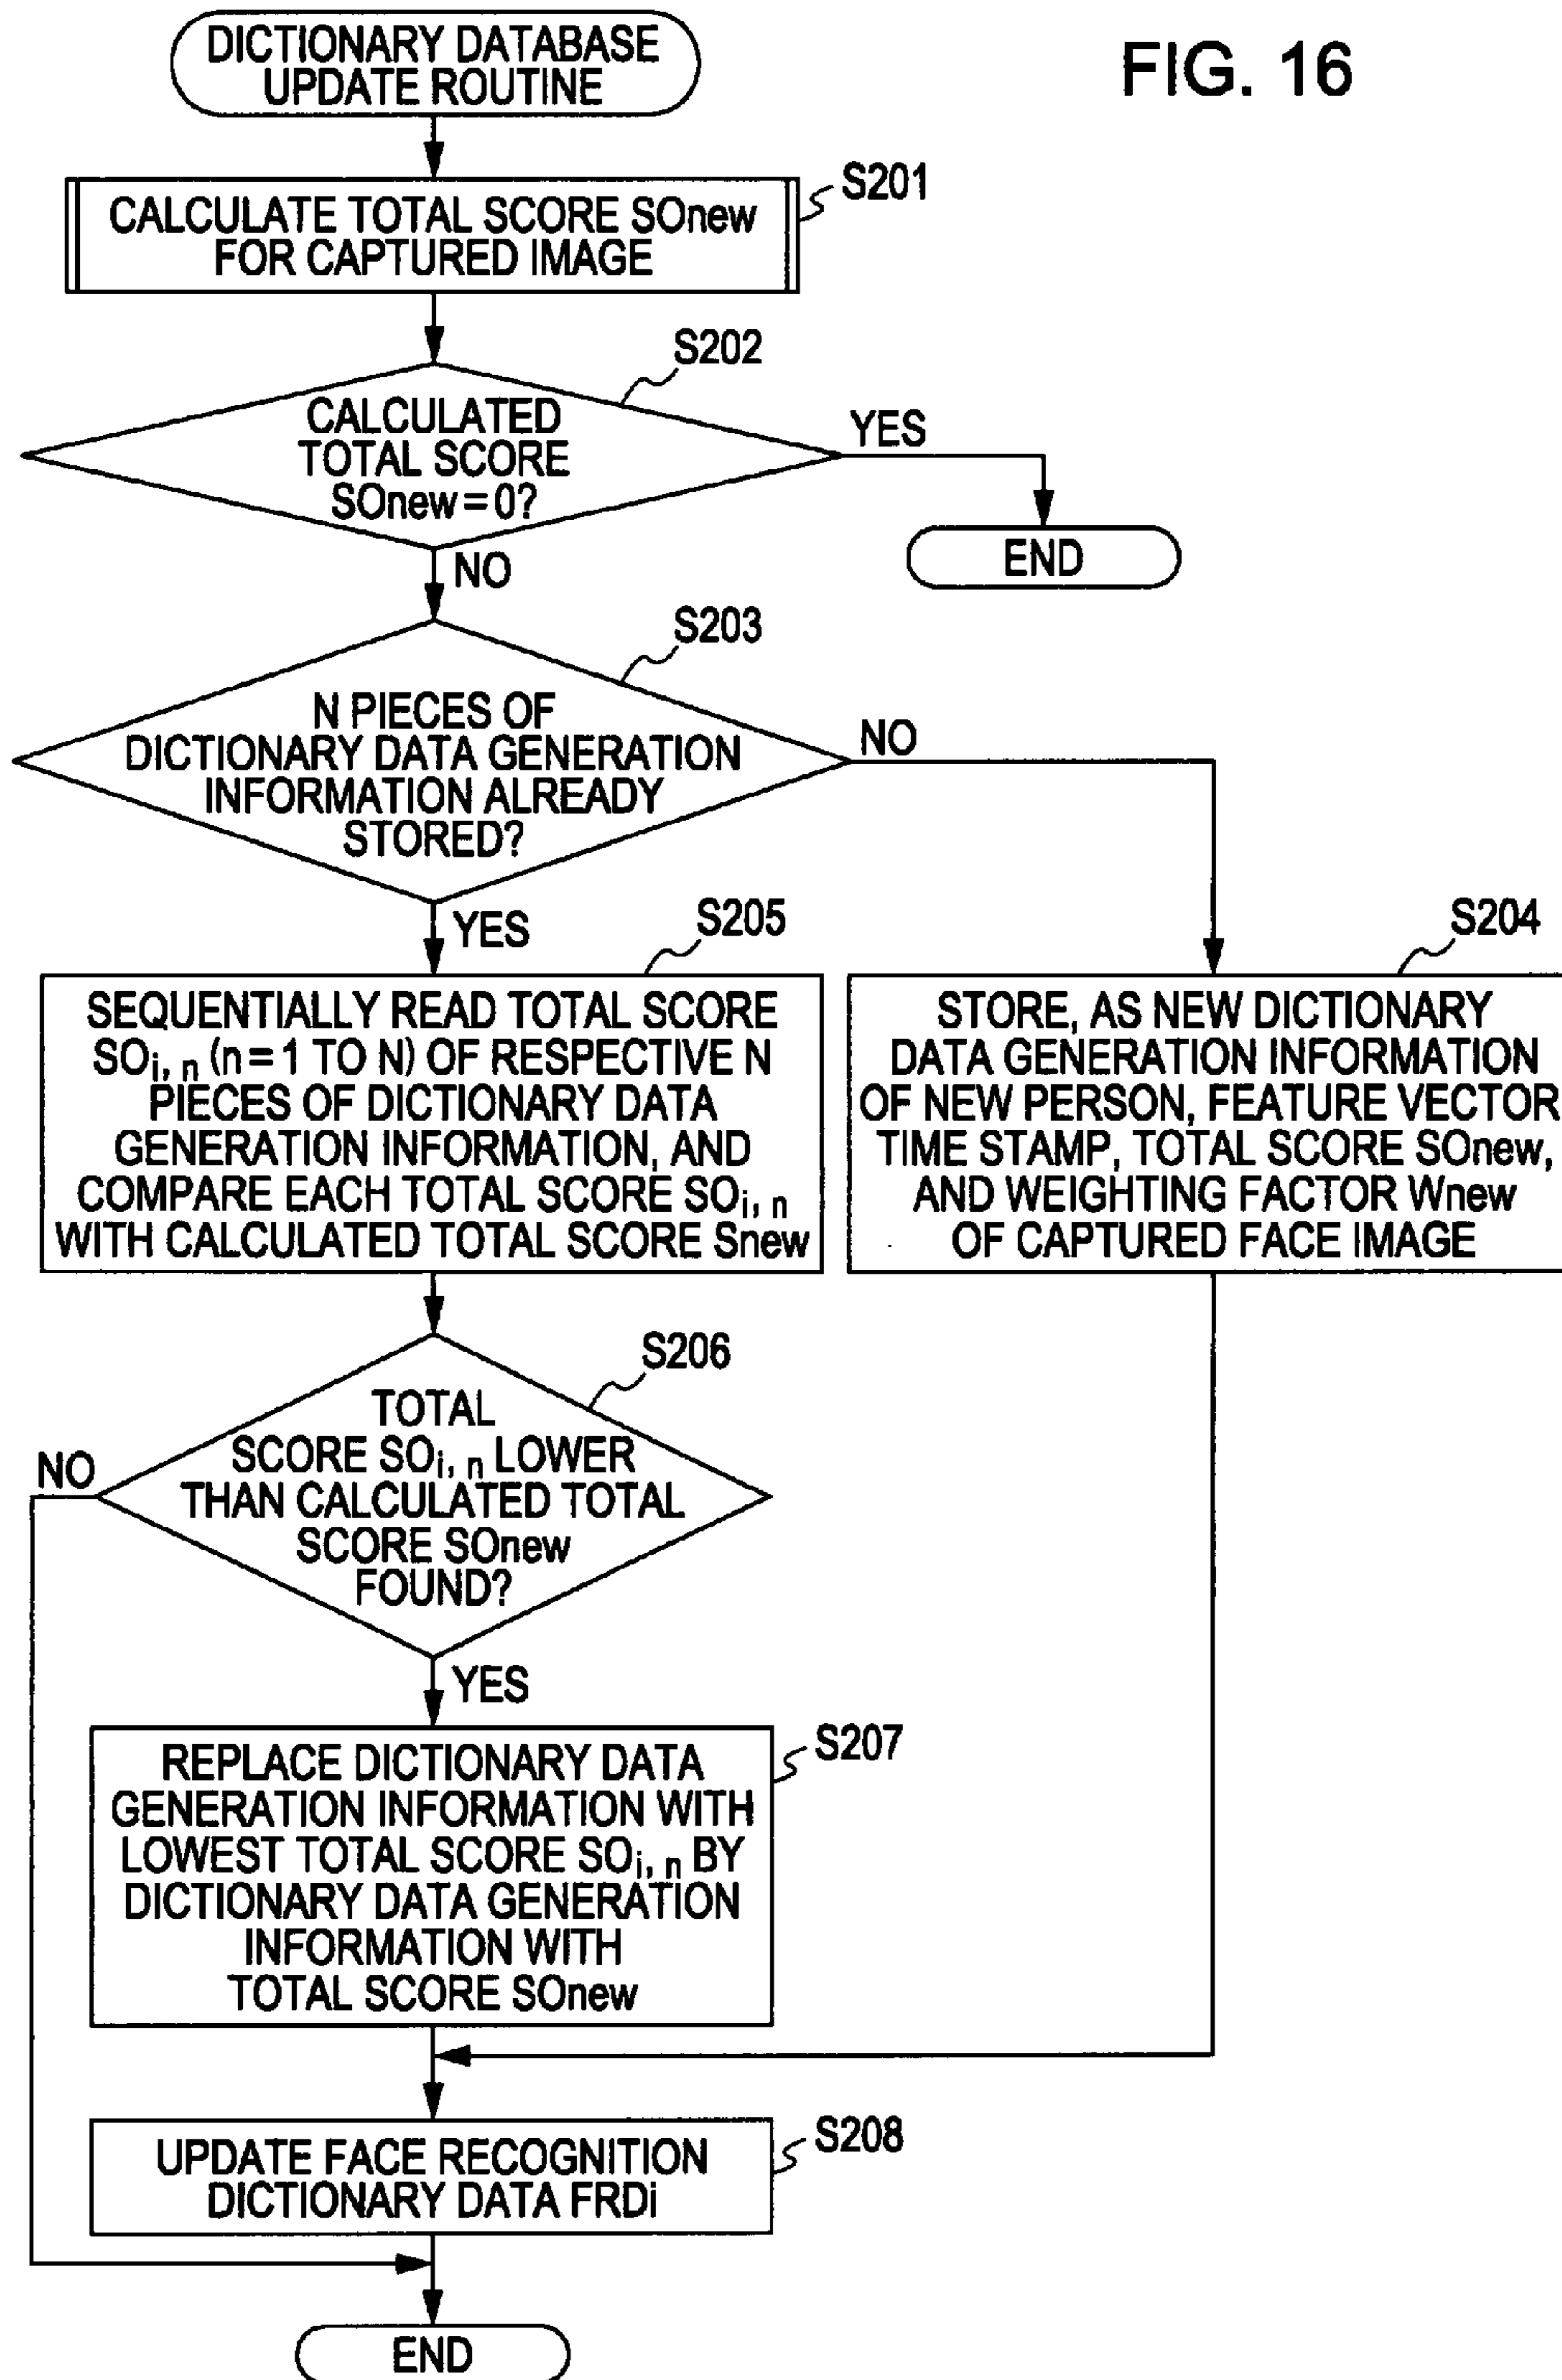 DICTIONARY DATABASE
UPDATE ROUTINE
FIG. 16
S201
CALCULATE TOTAL SCORE SOnew
FOR CAPTURED IMAGE
S202
CALCULATED
TOTAL SCORE
SOnew = 0?
YES
END
NO
S203
N PIECES OF
DICTIONARY DATA GENERATION
INFORMATION ALREADY
STORED?
NO
YES
S205
SEQUENTIALLY READ TOTAL SCORE
SOi, n (n = 1 TO N) OF RESPECTIVE N
PIECES OF DICTIONARY DATA
GENERATION INFORMATION, AND
COMPARE EACH TOTAL SCORE SOi, n
WITH CALCULATED TOTAL SCORE Snew
S204
STORE, AS NEW DICTIONARY
DATA GENERATION INFORMATION
OF NEW PERSON, FEATURE VECTOR
TIME STAMP, TOTAL SCORE SOnew,
AND WEIGHTING FACTOR Wnew
OF CAPTURED FACE IMAGE
S206
TOTAL
SCORE SOi, n LOWER
THAN CALCULATED TOTAL
SCORE SOnew
FOUND?
NO
YES
S207
REPLACE DICTIONARY DATA
GENERATION INFORMATION WITH
LOWEST TOTAL SCORE SOi, n BY
DICTIONARY DATA GENERATION
INFORMATION WITH
TOTAL SCORE SOnew
S208
UPDATE FACE RECOGNITION
DICTIONARY DATA FRDi
END